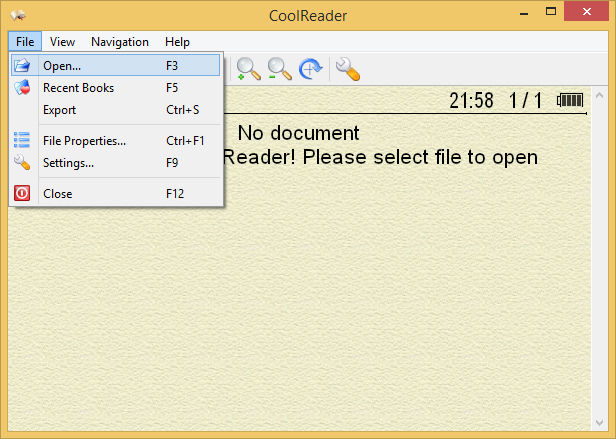 CoolReader
File View Navigation Help
Open... F3
Recent Books F5
Export Ctrl+S
File Properties... Ctrl+F1
Settings... F9
Close F12
21:58 1 / 1
No document
Reader! Please select file to open